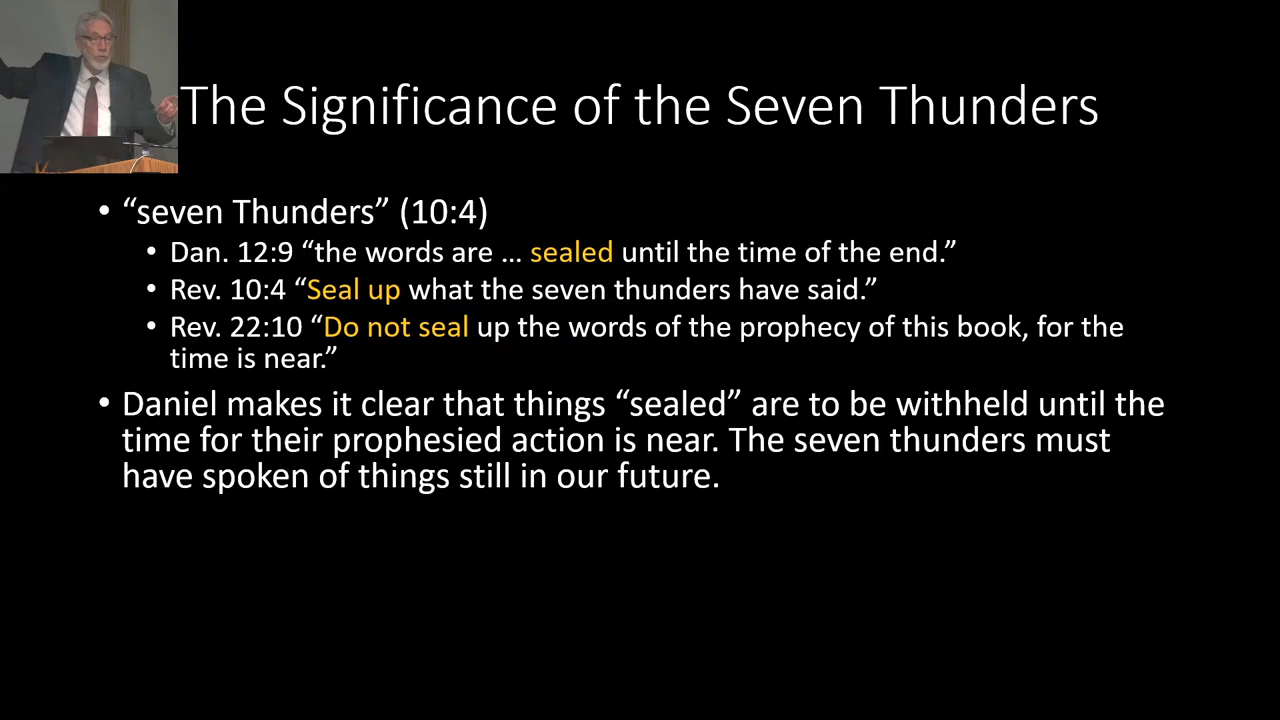 The Significance of the Seven Thunders
• “seven Thunders” (10:4)
• Dan. 12:9 “the words are … sealed until the time of the end.”
• Rev. 10:4 “Seal up what the seven thunders have said.”
• Rev. 22:10 “Do not seal up the words of the prophecy of this book, for the
time is near.”
• Daniel makes it clear that things “sealed” are to be withheld until the
time for their prophesied action is near. The seven thunders must
have spoken of things still in our future.